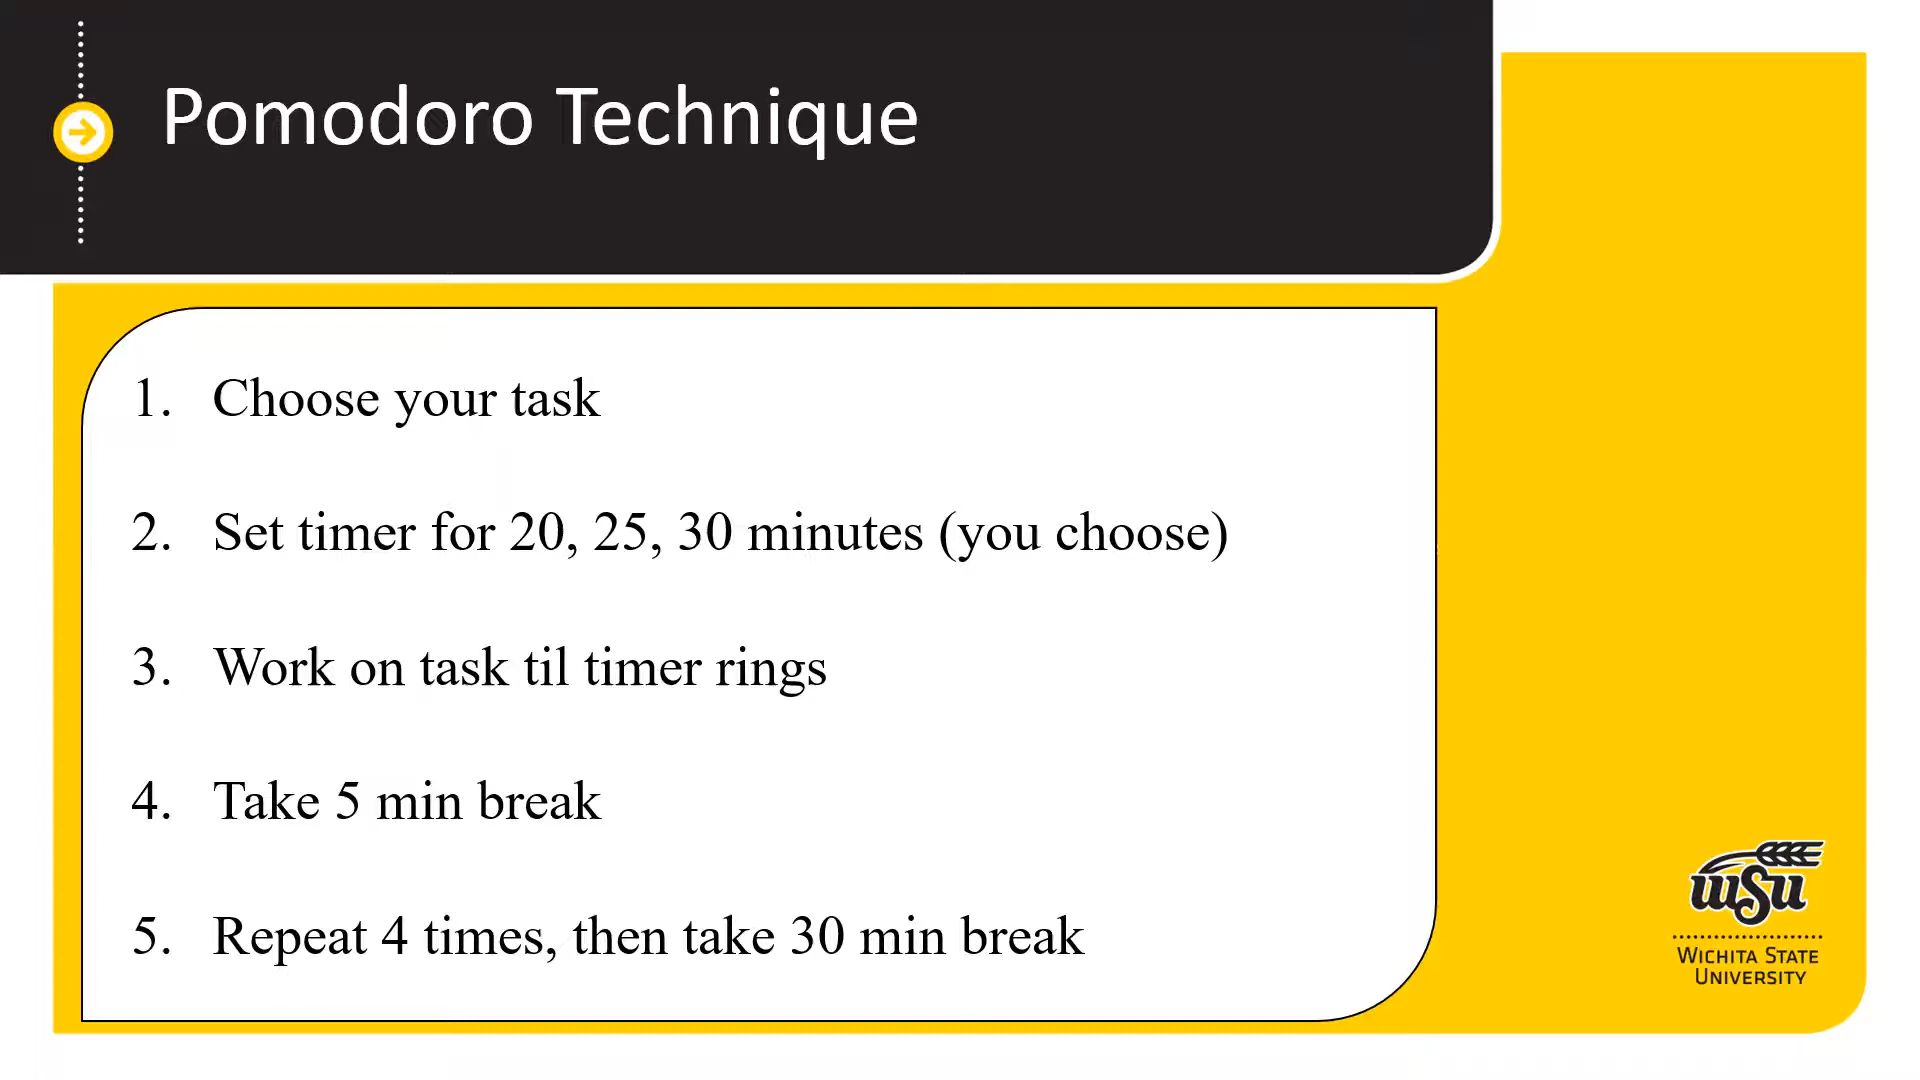 Pomodoro Technique
1. Choose your task
2. Set timer for 20, 25, 30 minutes (you choose)
3. Work on task til timer rings
4. Take 5 min break
5. Repeat 4 times, then take 30 min break
wsu
WICHITA STATE
UNIVERSITY